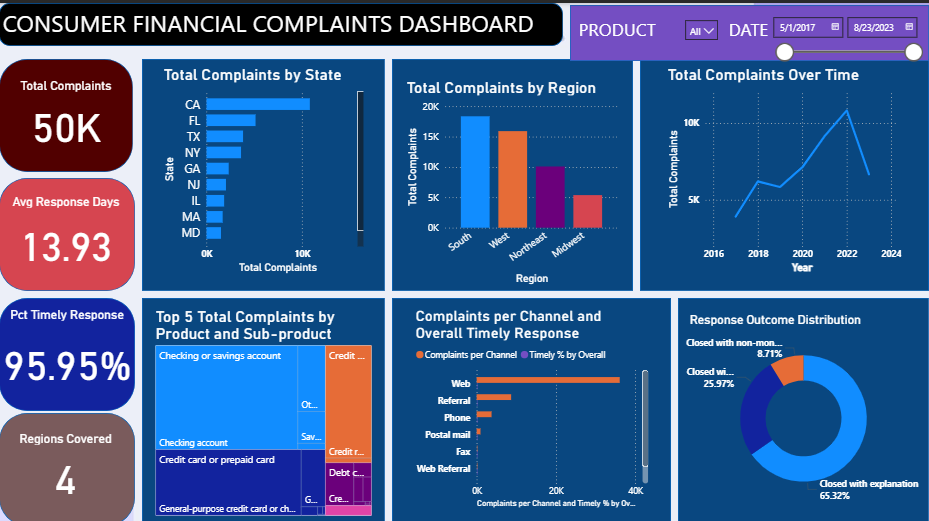 CONSUMER FINANCIAL COMPLAINTS DASHBOARD
PRODUCT
All
DATE
5/1/2017
8/23/2023
Total Complaints
50K
Avg Response Days
13.93
Pct Timely Response
95.95%
Regions Covered
4
Total Complaints by State
State
CA
FL
TX
NY
GA
NJ
IL
MA
MD
0K
10K
Total Complaints
Total Complaints by Region
Total Complaints
20K
15K
10K
5K
0K
South
West
Northeast
Midwest
Region
Total Complaints Over Time
Total Complaints
10K
5K
2016
2018
2020
2022
2024
Year
Top 5 Total Complaints by
Product and Sub-product
Checking or savings account
Checking account
Ot...
Sav...
Credit ...
Credit r...
Credit card or prepaid card
General-purpose credit card or ch...
G...
Debt c...
Cre...
Complaints per Channel and
Overall Timely Response
Complaints per Channel
Timely % by Overall
Web
Referral
Phone
Postal mail
Fax
Web Referral
0K
20K
40K
Complaints per Channel and Timely % by Ov...
Response Outcome Distribution
Closed with non-mon...
8.71%
Closed wi...
25.97%
Closed with explanation
65.32%